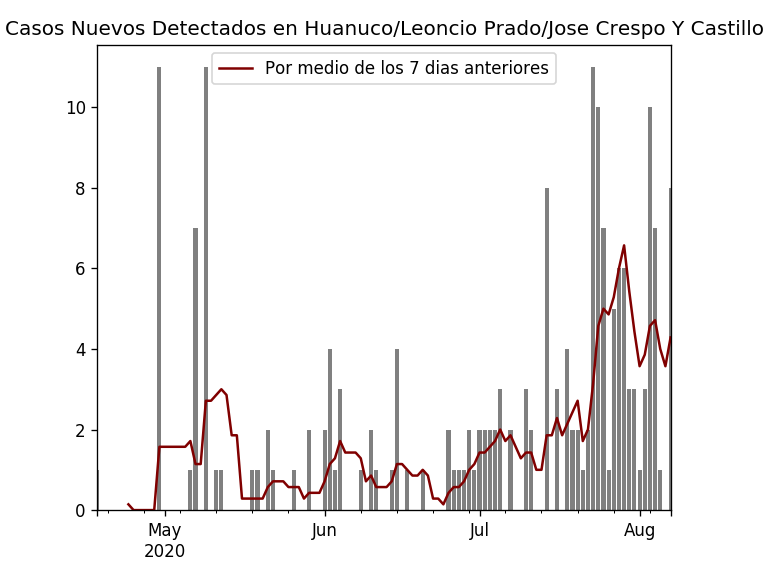 Casos Nuevos Detectados en Huanuco/Leoncio Prado/Jose Crespo Y Castillo
Por medio de los 7 dias anteriores
10
8
6
4
2
0
May Jun Jul Aug
2020